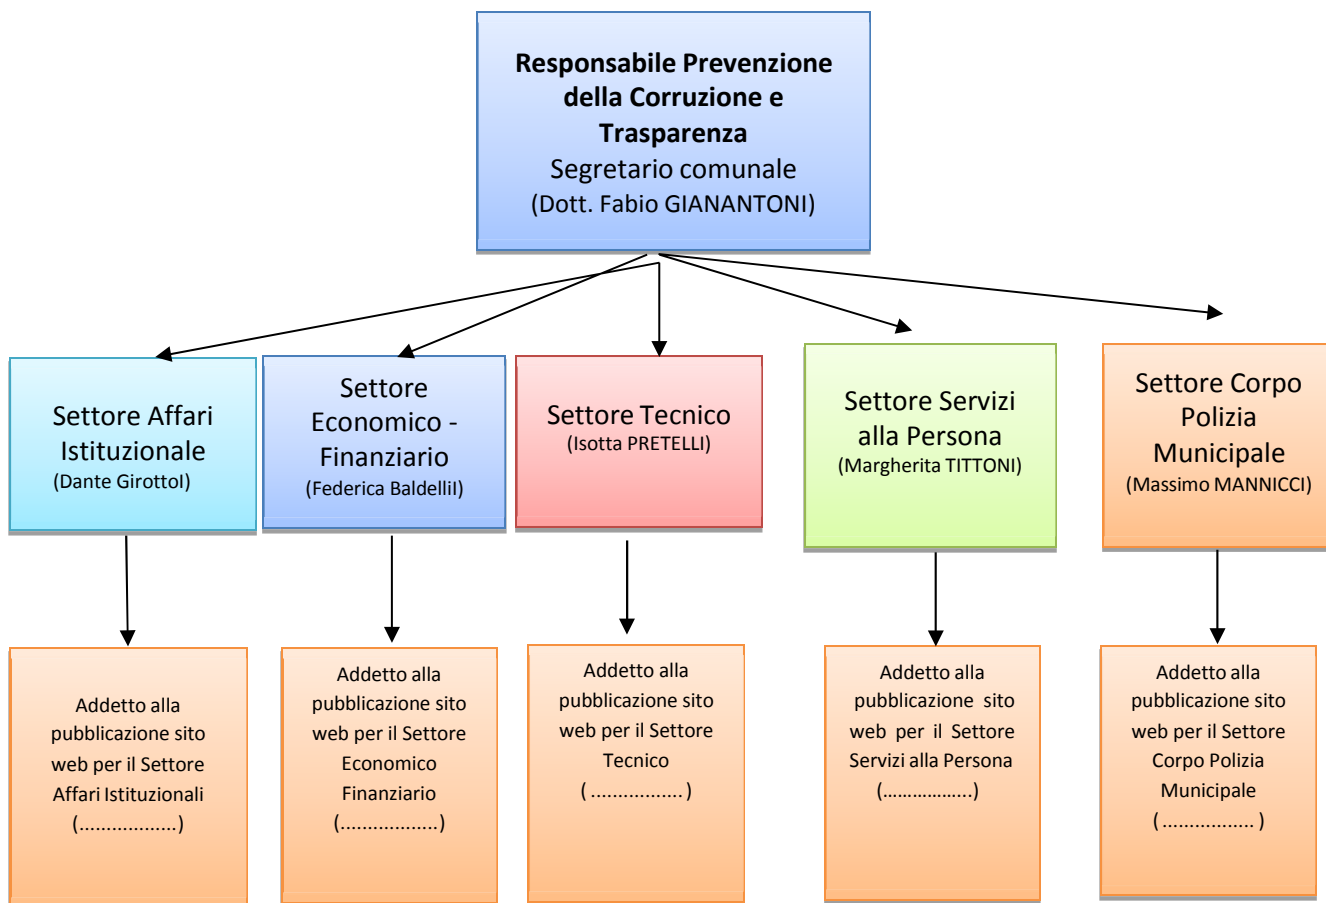 Responsabile Prevenzione
della Corruzione e
Trasparenza
Segretario comunale
(Dott. Fabio GIANANTONI)
Settore Affari
Istituzionale
(Dante GirottoI)
Settore
Economico -
Finanziario
(Federica BaldelliI)
Settore Tecnico
(Isotta PRETELLI)
Settore Servizi
alla Persona
(Margherita TITTONI)
Settore Corpo
Polizia
Municipale
(Massimo MANNICCI)
Addetto alla
pubblicazione sito
web per il Settore
Affari Istituzionali
(..................)
Addetto alla
pubblicazione sito
web per il Settore
Economico
Finanziario
(..................)
Addetto alla
pubblicazione sito
web per il Settore
Tecnico
( ................. )
Addetto alla
pubblicazione sito
web per il Settore
Servizi alla Persona
(……………...)
Addetto alla
pubblicazione sito
web per il Settore
Corpo Polizia
Municipale
( ................. )